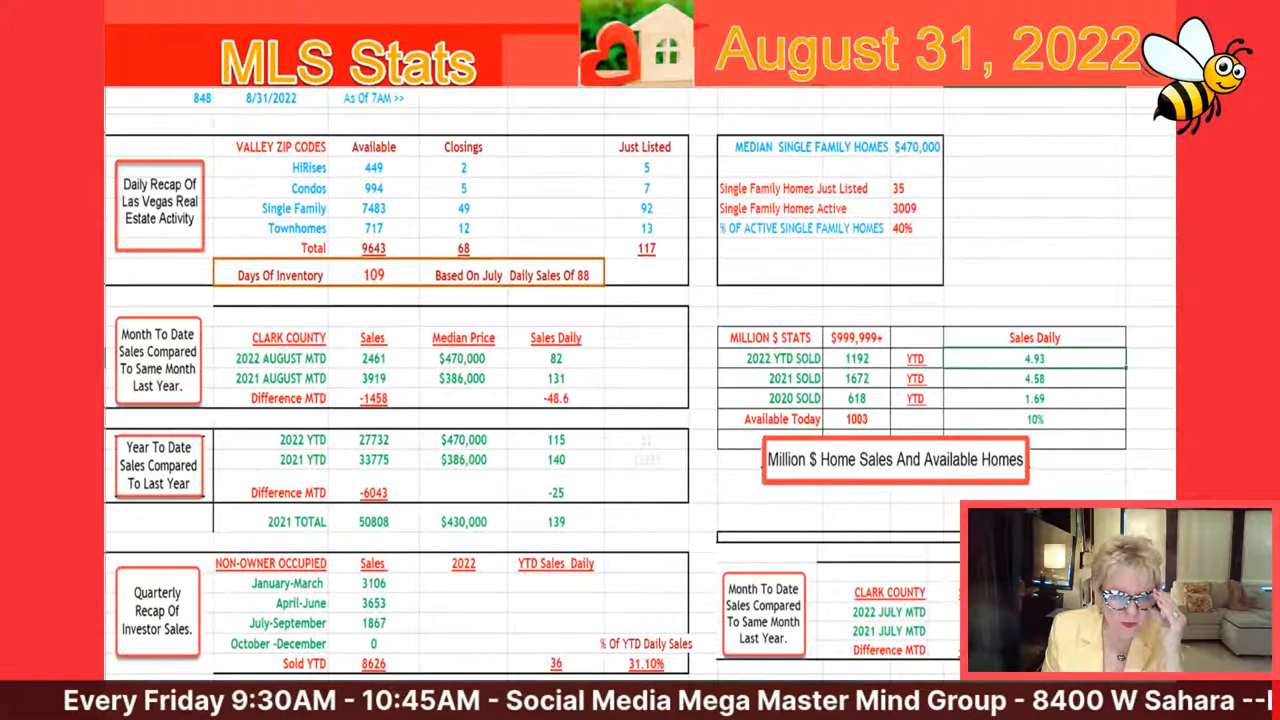 MLS Stats
August 31, 2022
848 8/31/2022 As Of 7AM >>
Daily Recap Of
Las Vegas Real
Estate Activity
VALLEY ZIP CODES Available Closings Just Listed
HiRises 449 2 5
Condos 994 5 7
Single Family 7483 49 92
Townhomes 717 12 13
Total 9643 68 117
Days Of Inventory 109 Based On July Daily Sales Of 88
MEDIAN SINGLE FAMILY HOMES $470,000
Single Family Homes Just Listed 35
Single Family Homes Active 3009
% OF ACTIVE SINGLE FAMILY HOMES 40%
Month To Date
Sales Compared
To Same Month
Last Year.
CLARK COUNTY Sales Median Price Sales Daily
2022 AUGUST MTD 2461 $470,000 82
2021 AUGUST MTD 3919 $386,000 131
Difference MTD -1458 -48.6
MILLION $ STATS $999,999+ Sales Daily
2022 YTD SOLD 1192 YTD 4.93
2021 SOLD 1672 YTD 4.58
2020 SOLD 618 YTD 1.69
Available Today 1003 10%
Million $ Home Sales And Available Homes
Year To Date
Sales Compared
To Last Year
2022 YTD 27732 $470,000 115
2021 YTD 33775 $386,000 140
Difference MTD -6043 -25
2021 TOTAL 50808 $430,000 139
Quarterly
Recap Of
Investor Sales.
NON-OWNER OCCUPIED Sales 2022 YTD Sales Daily
January-March 3106
April-June 3653
July-September 1867
October -December 0 % Of YTD Daily Sales
Sold YTD 8626 36 31.10%
Month To Date
Sales Compared
To Same Month
Last Year.
CLARK COUNTY
2022 JULY MTD
2021 JULY MTD
Difference MTD
Every Friday 9:30AM - 10:45AM - Social Media Mega Master Mind Group - 8400 W Sahara --